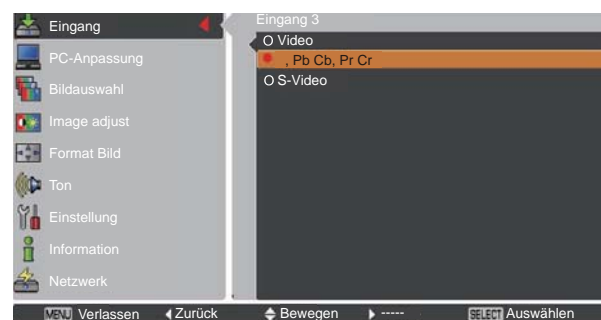 Eingang
PC-Anpassung
Bildauswahl
Image adjust
Format Bild
Ton
Einstellung
Information
Netzwerk
Eingang 3
Video
, Pb Cb, Pr Cr
S-Video
MENU Verlassen Zurück Bewegen ----- SELECT Auswählen